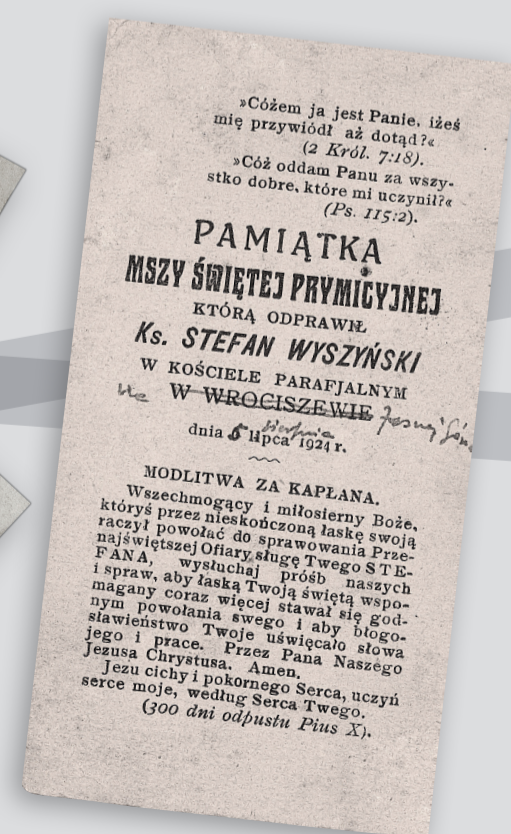 »Cóżem ja jest Panie, iżeś
mię przywiódł aż dotąd?«
(2 Król. 7:18).
»Cóż oddam Panu za wszy-
stko dobre, które mi uczynił?«
(Ps. 115:2).
PAMIĄTKA
MSZY ŚWIĘTEJ PRYMICYJNEJ
KTÓRĄ ODPRAWIŁ
Ks. STEFAN WYSZYŃSKI
W KOŚCIELE PARAFJALNYM
na W WROCISZEWIE Jasnej Górze
sierpnia
dnia 5 lipca 1924 r.
MODLITWA ZA KAPŁANA.
Wszechmogący i miłosierny Boże,
któryś przez nieskończoną łaskę swoją
raczył powołać do sprawowania Prze-
najświętszej Ofiary sługę Twego STE-
FANA, wysłuchaj próśb naszych
i spraw, aby łaską Twoją świętą wspo-
magany coraz więcej stawał się god-
nym powołania swego i aby błogo-
sławieństwo Twoje uświęcało słowa
jego i prace. Przez Pana Naszego
Jezusa Chrystusa. Amen.
Jezu cichy i pokornego Serca, uczyń
serce moje, według Serca Twego.
(300 dni odpustu Pius X).